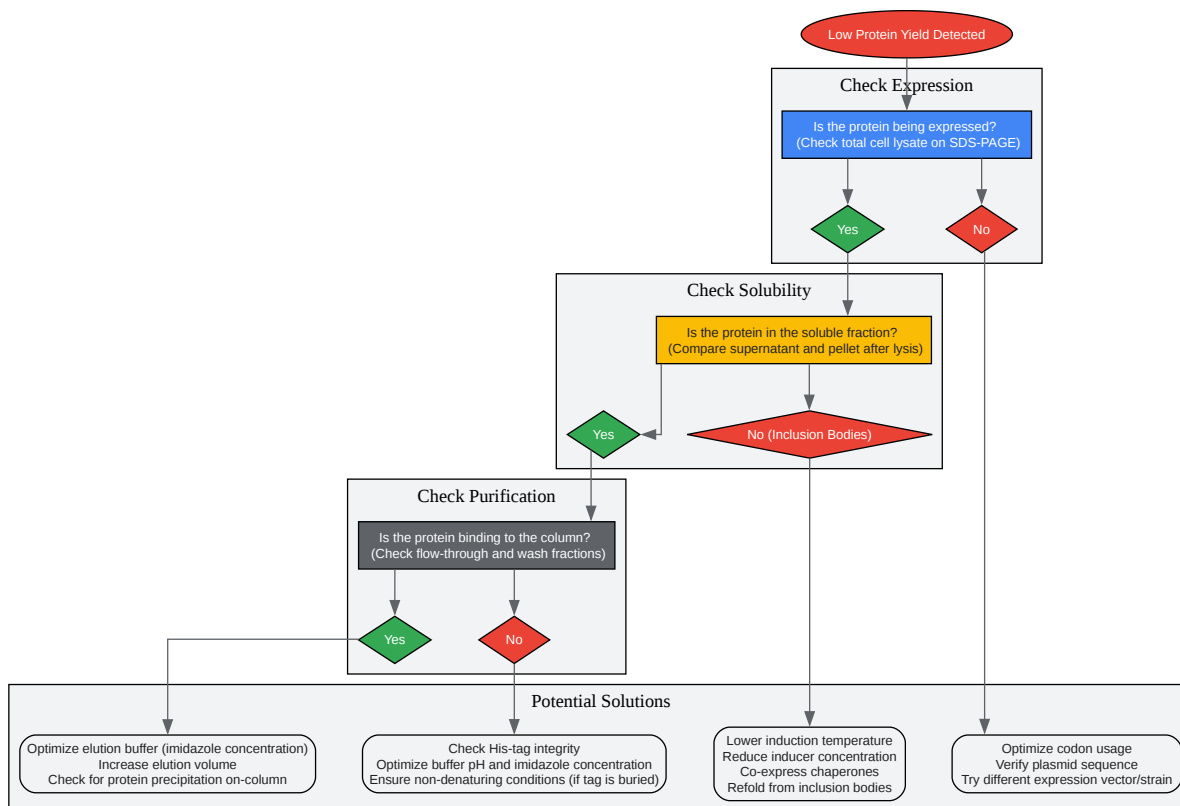 Low Protein Yield Detected
Check Expression
Is the protein being expressed?
(Check total cell lysate on SDS-PAGE)
Yes
No
Check Solubility
Is the protein in the soluble fraction?
(Compare supernatant and pellet after lysis)
Yes
No (Inclusion Bodies)
Check Purification
Is the protein binding to the column?
(Check flow-through and wash fractions)
Yes
No
Potential Solutions
Optimize elution buffer (imidazole concentration)
Increase elution volume
Check for protein precipitation on-column
Check His-tag integrity
Optimize buffer pH and imidazole concentration
Ensure non-denaturing conditions (if tag is buried)
Lower induction temperature
Reduce inducer concentration
Co-express chaperones
Refold from inclusion bodies
Optimize codon usage
Verify plasmid sequence
Try different expression vector/strain